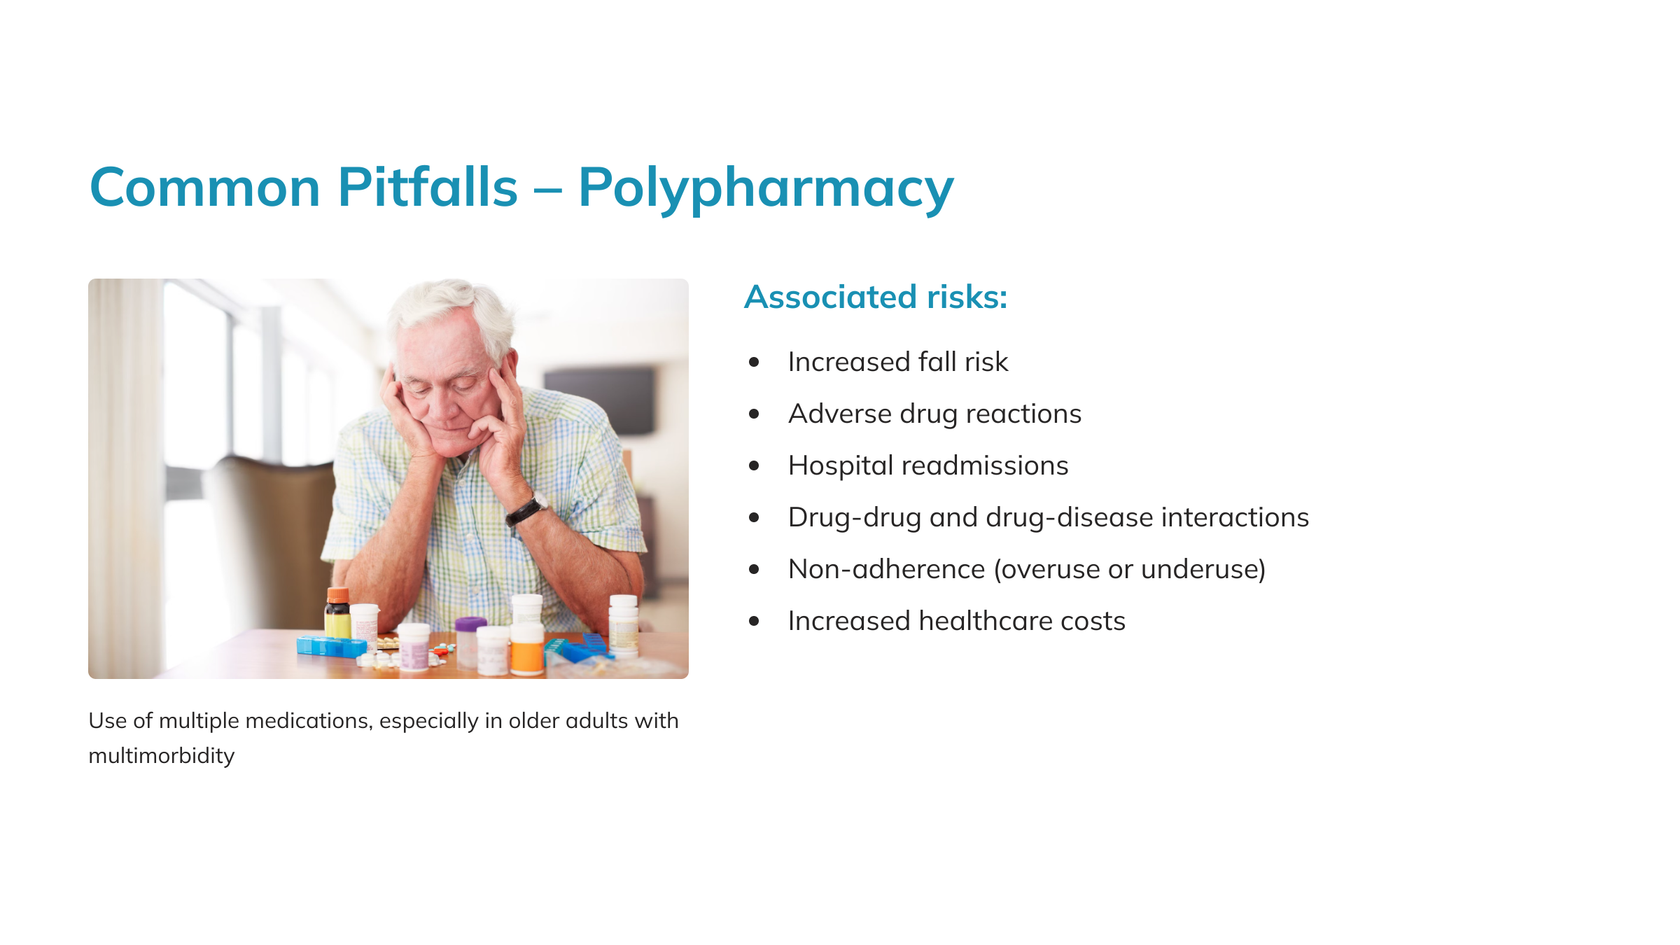 Common Pitfalls – Polypharmacy
Associated risks:
• Increased fall risk
• Adverse drug reactions
• Hospital readmissions
• Drug-drug and drug-disease interactions
• Non-adherence (overuse or underuse)
• Increased healthcare costs
Use of multiple medications, especially in older adults with
multimorbidity